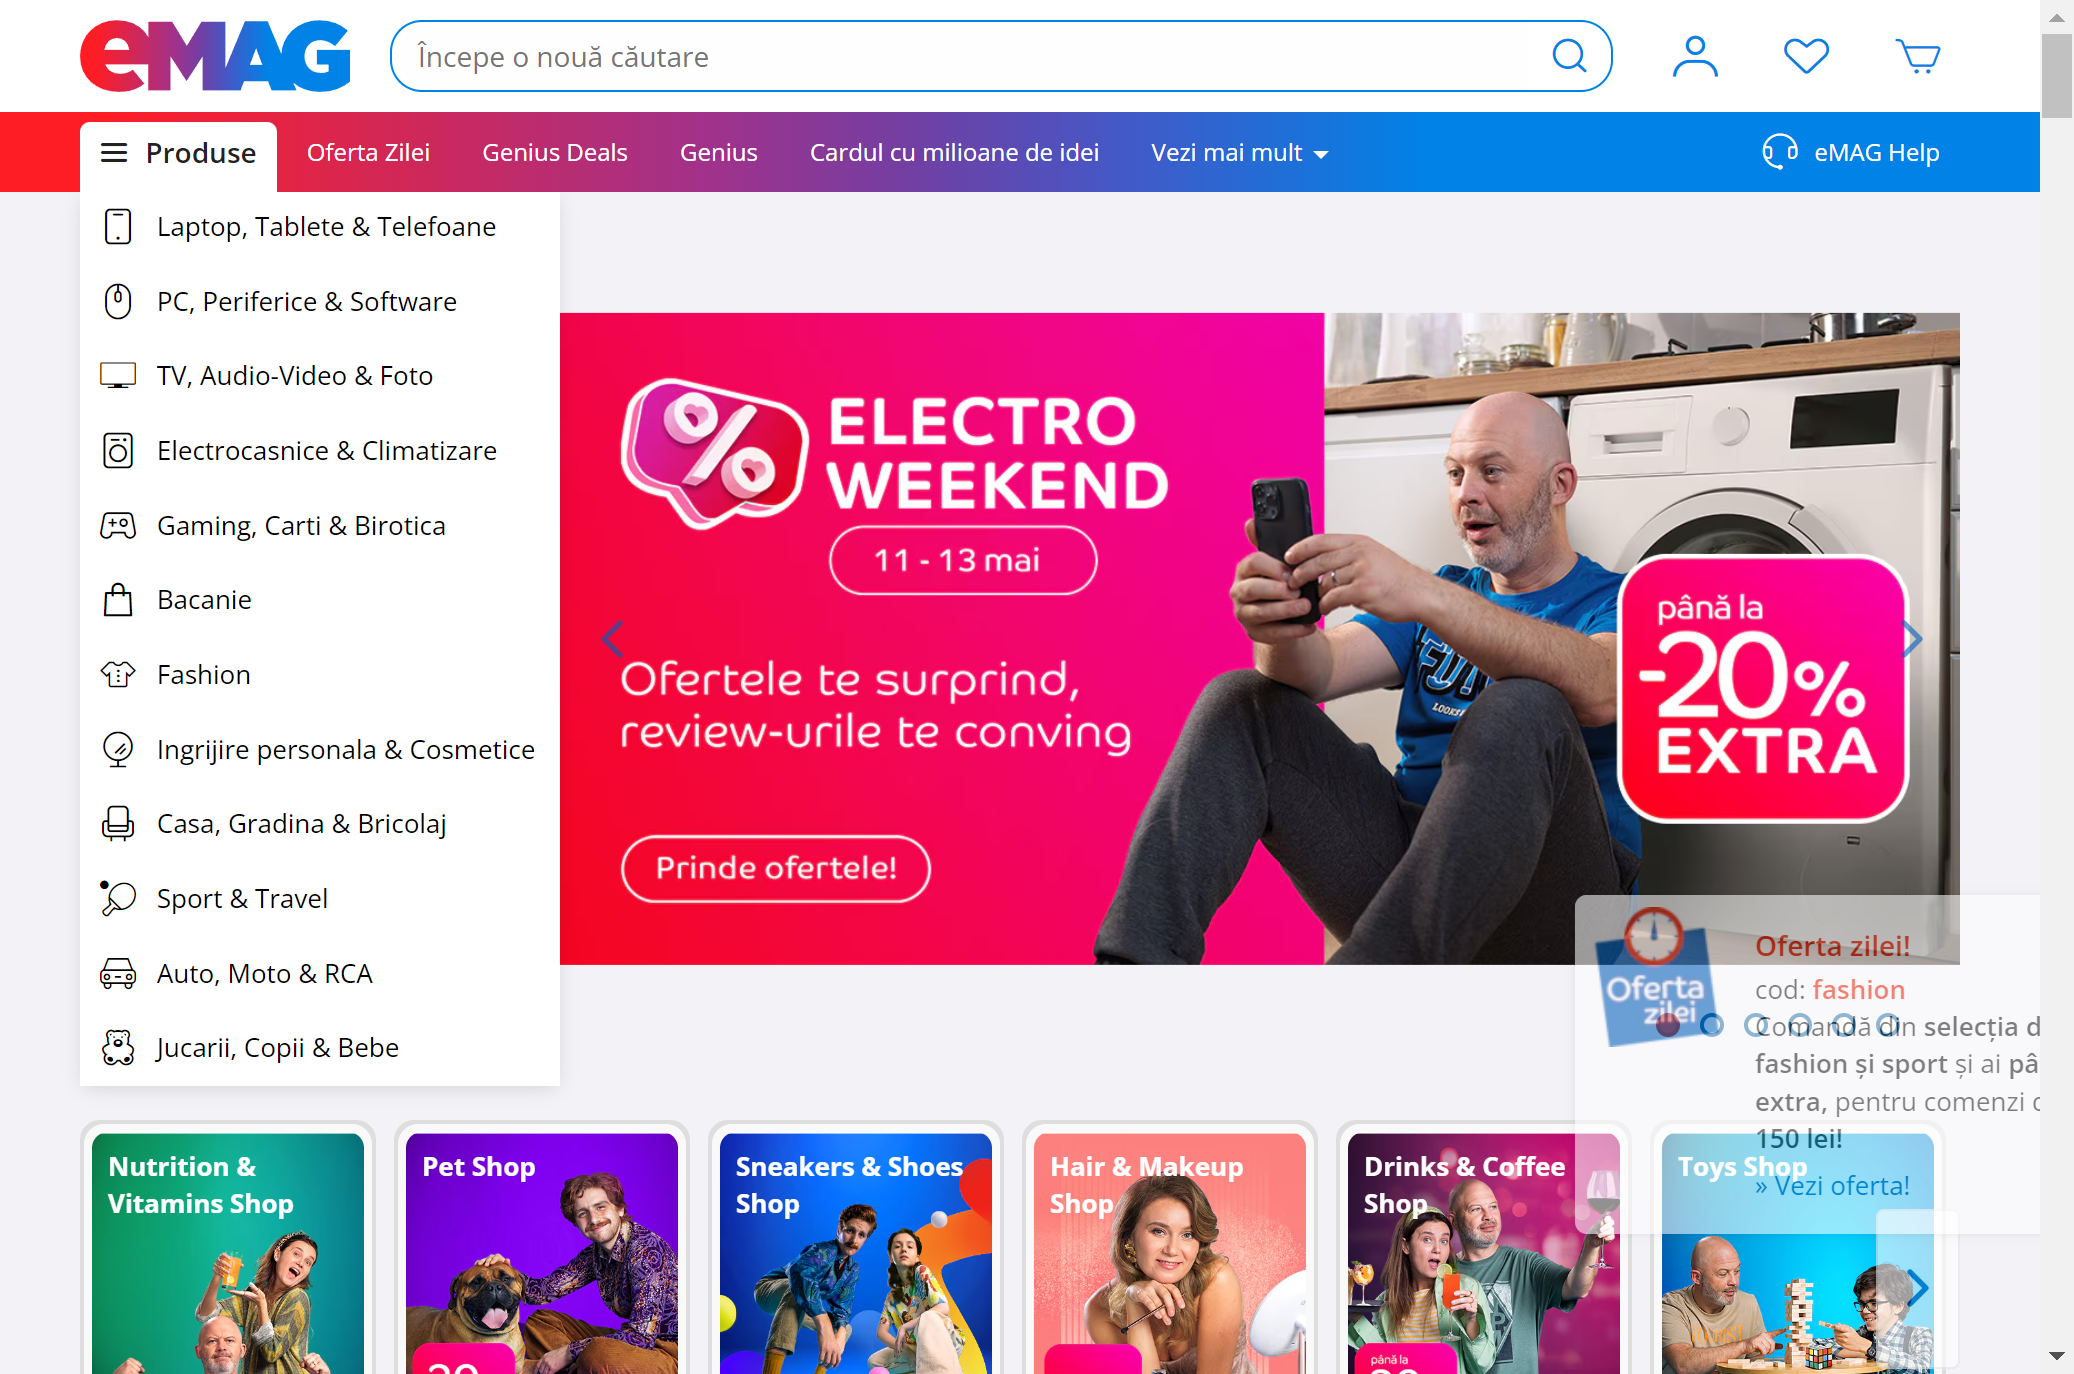 eMAG
Începe o nouă căutare
Produse
Oferta Zilei
Genius Deals
Genius
Cardul cu milioane de idei
Vezi mai mult
eMAG Help
Laptop, Tablete & Telefoane
PC, Periferice & Software
TV, Audio-Video & Foto
Electrocasnice & Climatizare
Gaming, Carti & Birotica
Bacanie
Fashion
Ingrijire personala & Cosmetice
Casa, Gradina & Bricolaj
Sport & Travel
Auto, Moto & RCA
Jucarii, Copii & Bebe
%
ELECTRO
WEEKEND
11 - 13 mai
Ofertele te surprind,
review-urile te conving
Prinde ofertele!
până la
-20%
EXTRA
Oferta
zilei
Oferta zilei!
cod: fashion
Comandă din selecția d
fashion și sport și ai pâ
extra, pentru comenzi d
150 lei!
» Vezi oferta!
Nutrition &
Vitamins Shop
Pet Shop
Sneakers & Shoes
Shop
Hair & Makeup
Shop
Drinks & Coffee
Shop
până la
Toys Shop